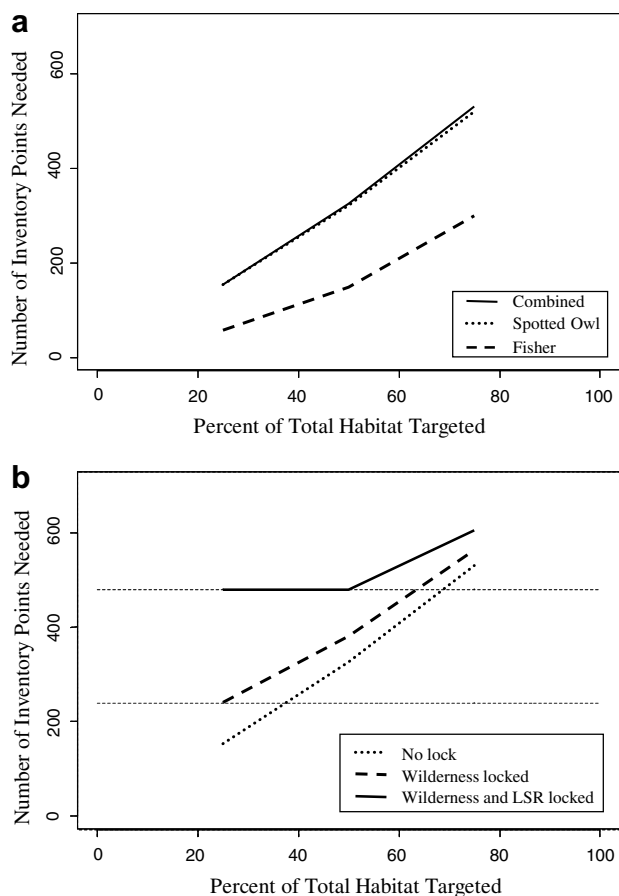 a
Number of Inventory Points Needed
600
400
200
0
Combined
Spotted Owl
Fisher
0 20 40 60 80 100
Percent of Total Habitat Targeted
b
Number of Inventory Points Needed
600
400
200
0
No lock
Wilderness locked
Wilderness and LSR locked
0 20 40 60 80 100
Percent of Total Habitat Targeted